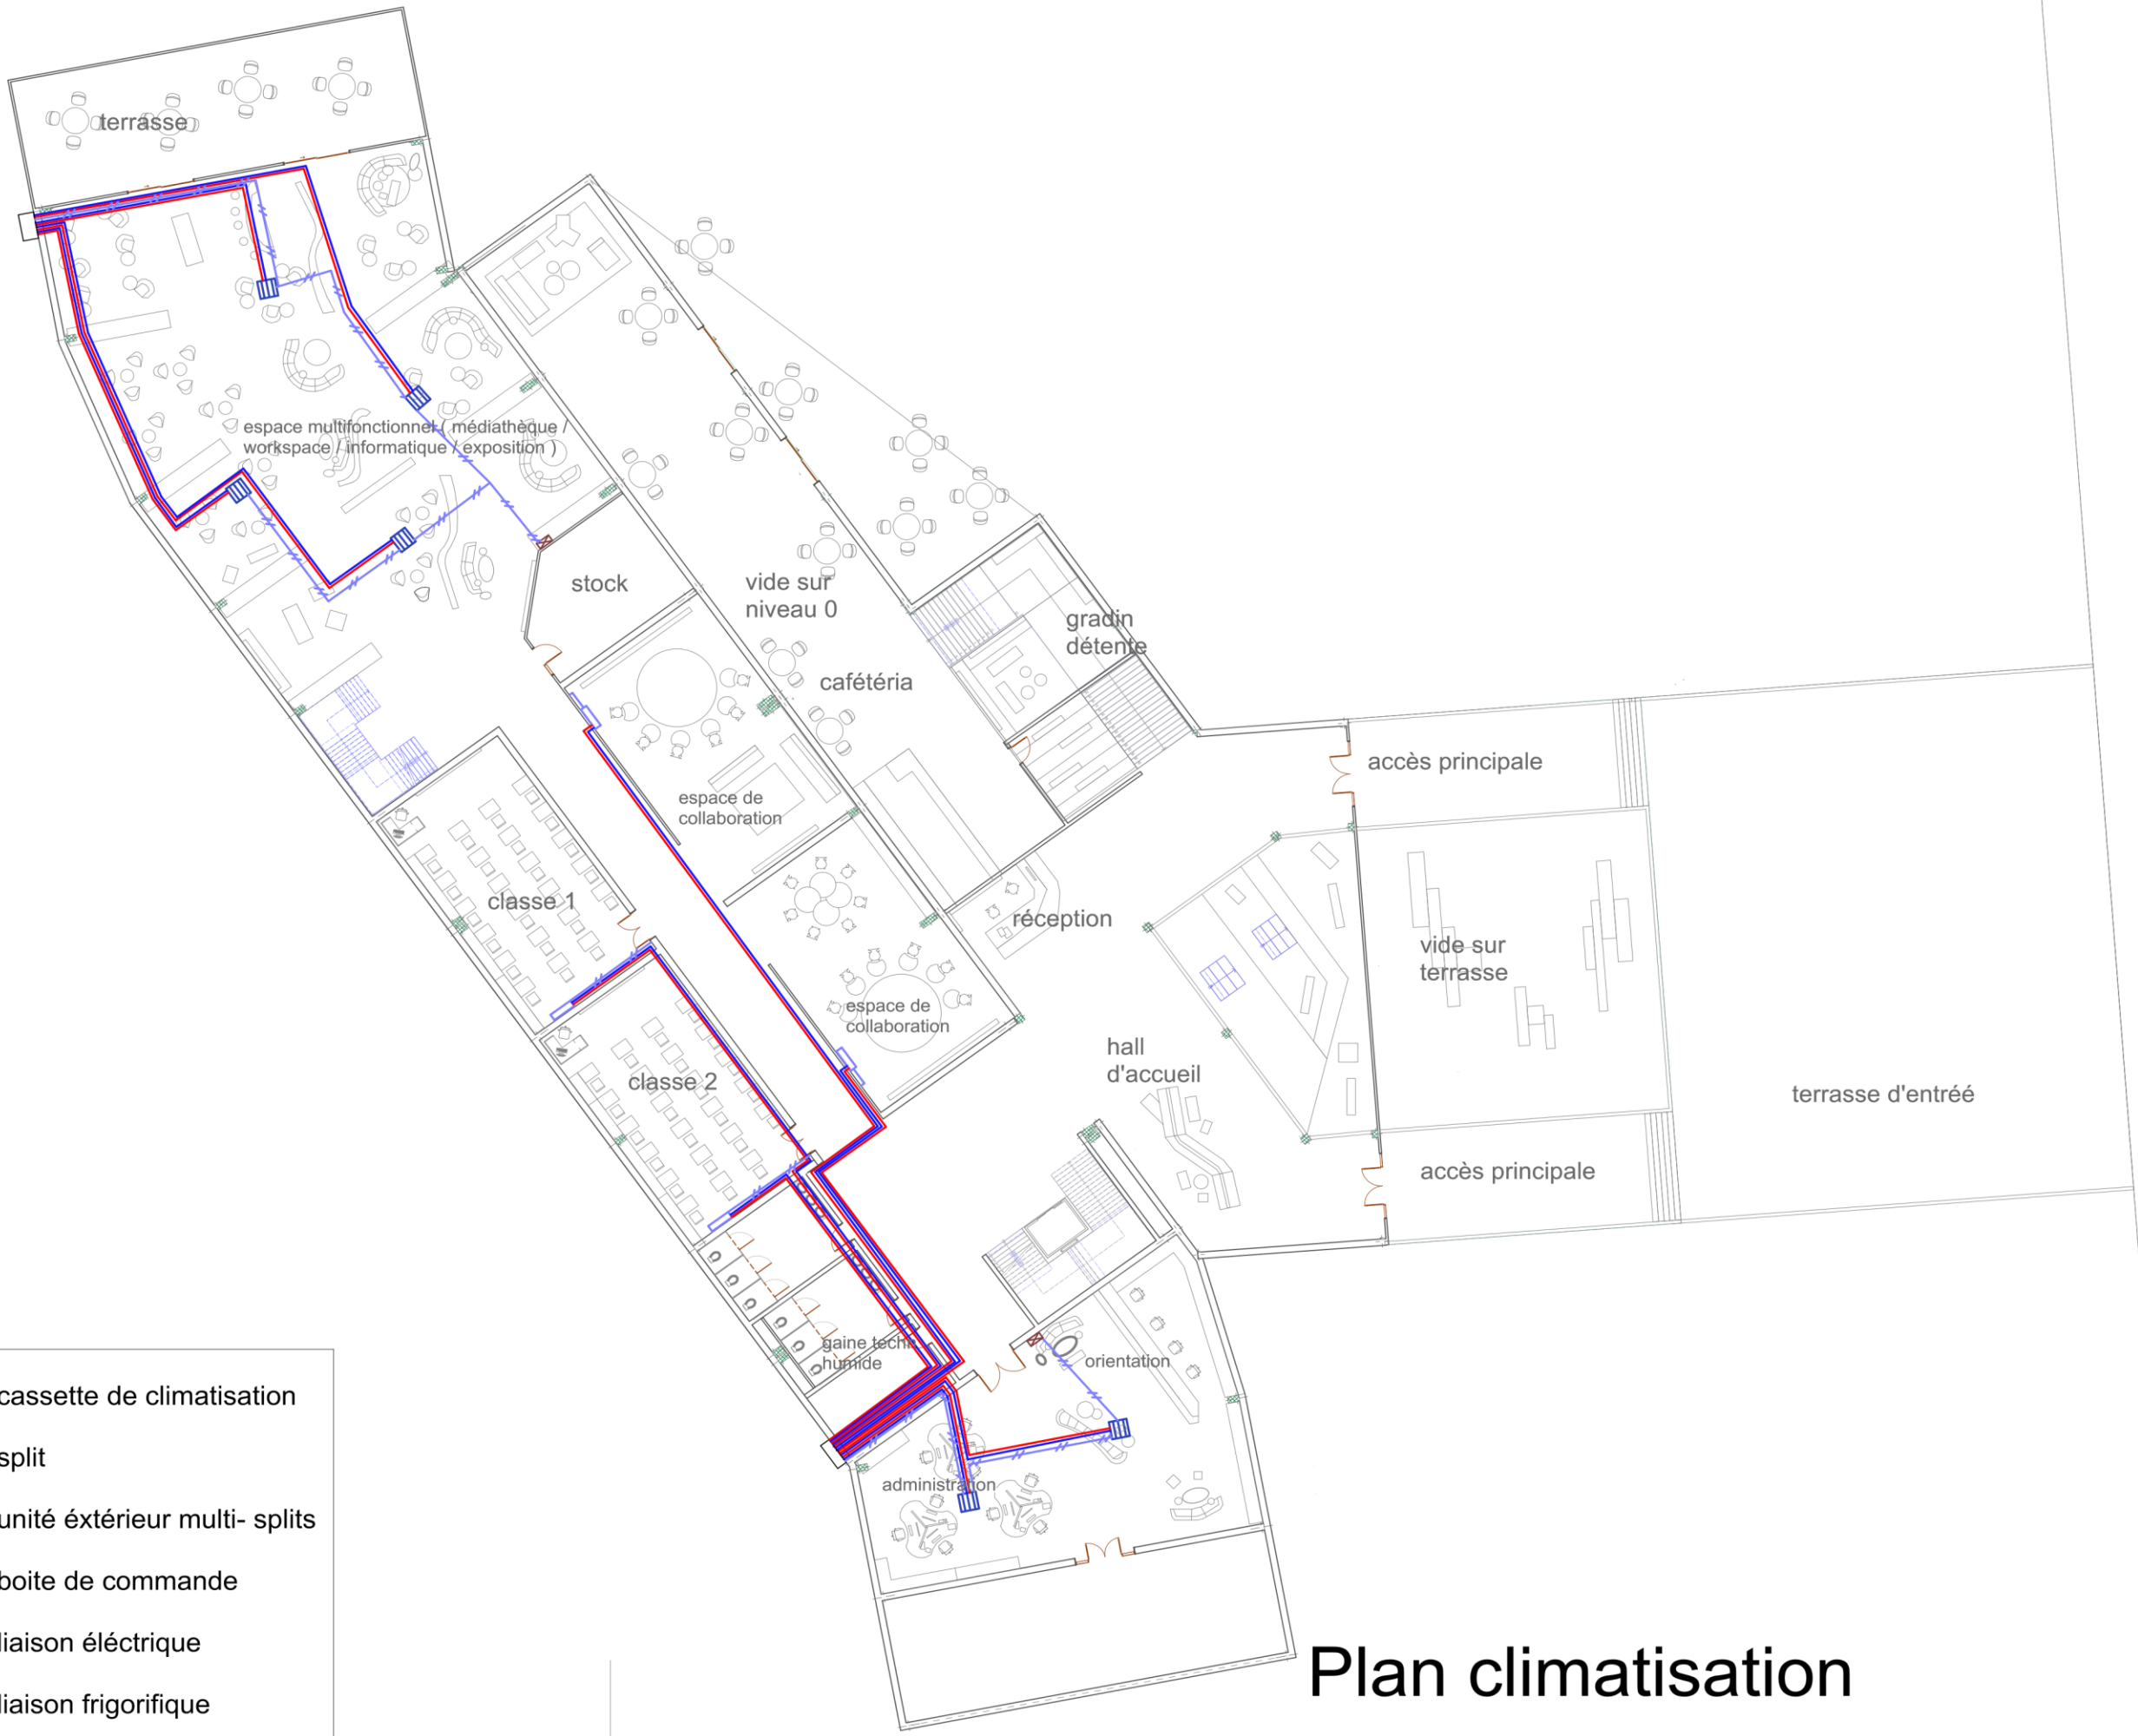 terrasse
espace multifonctionnel ( médiathèque /
workspace / informatique / exposition )
stock
vide sur
niveau 0
gradin
détente
cafétéria
accès principale
espace de
collaboration
classe 1
réception
vide sur
terrasse
espace de
collaboration
hall
d'accueil
classe 2
terrasse d'entréé
accès principale
gaine techn
humide
orientation
administration
cassette de climatisation
split
unité éxtérieur multi- splits
boite de commande
liaison éléctrique
liaison frigorifique
Plan climatisation